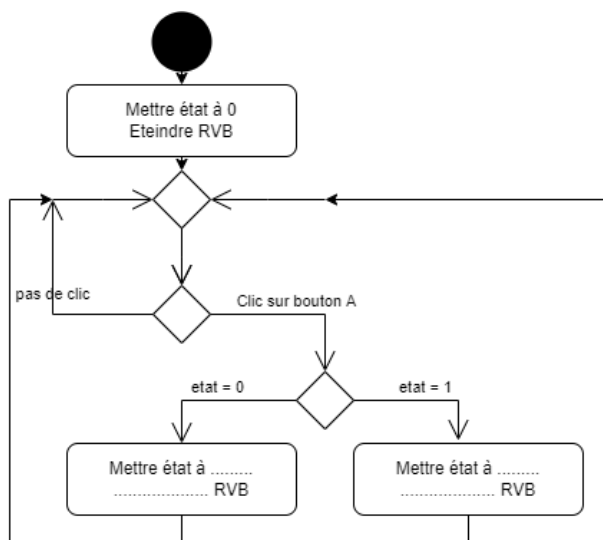 Mettre état à 0
Eteindre RVB
pas de clic
Clic sur bouton A
etat = 0
etat = 1
Mettre état à .........
.................... RVB
Mettre état à .........
.................... RVB